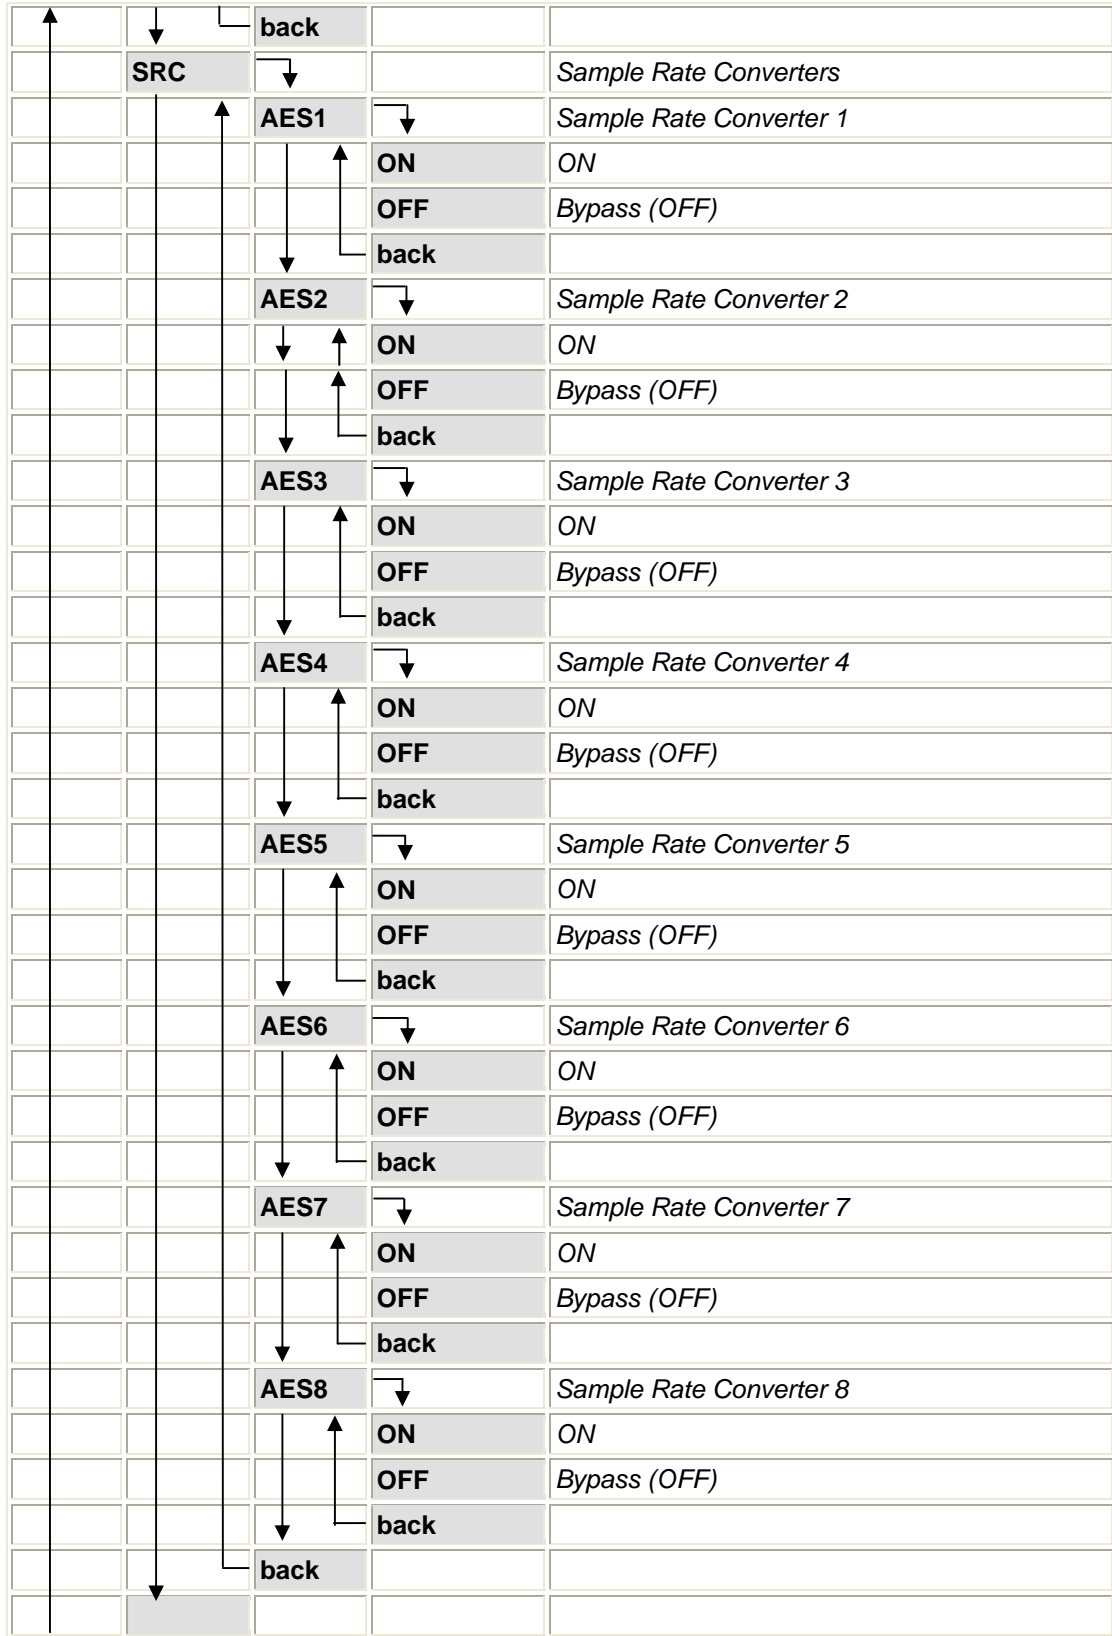 back
SRC Sample Rate Converters
AES1 Sample Rate Converter 1
ON ON
OFF Bypass (OFF)
back
AES2 Sample Rate Converter 2
ON ON
OFF Bypass (OFF)
back
AES3 Sample Rate Converter 3
ON ON
OFF Bypass (OFF)
back
AES4 Sample Rate Converter 4
ON ON
OFF Bypass (OFF)
back
AES5 Sample Rate Converter 5
ON ON
OFF Bypass (OFF)
back
AES6 Sample Rate Converter 6
ON ON
OFF Bypass (OFF)
back
AES7 Sample Rate Converter 7
ON ON
OFF Bypass (OFF)
back
AES8 Sample Rate Converter 8
ON ON
OFF Bypass (OFF)
back
back